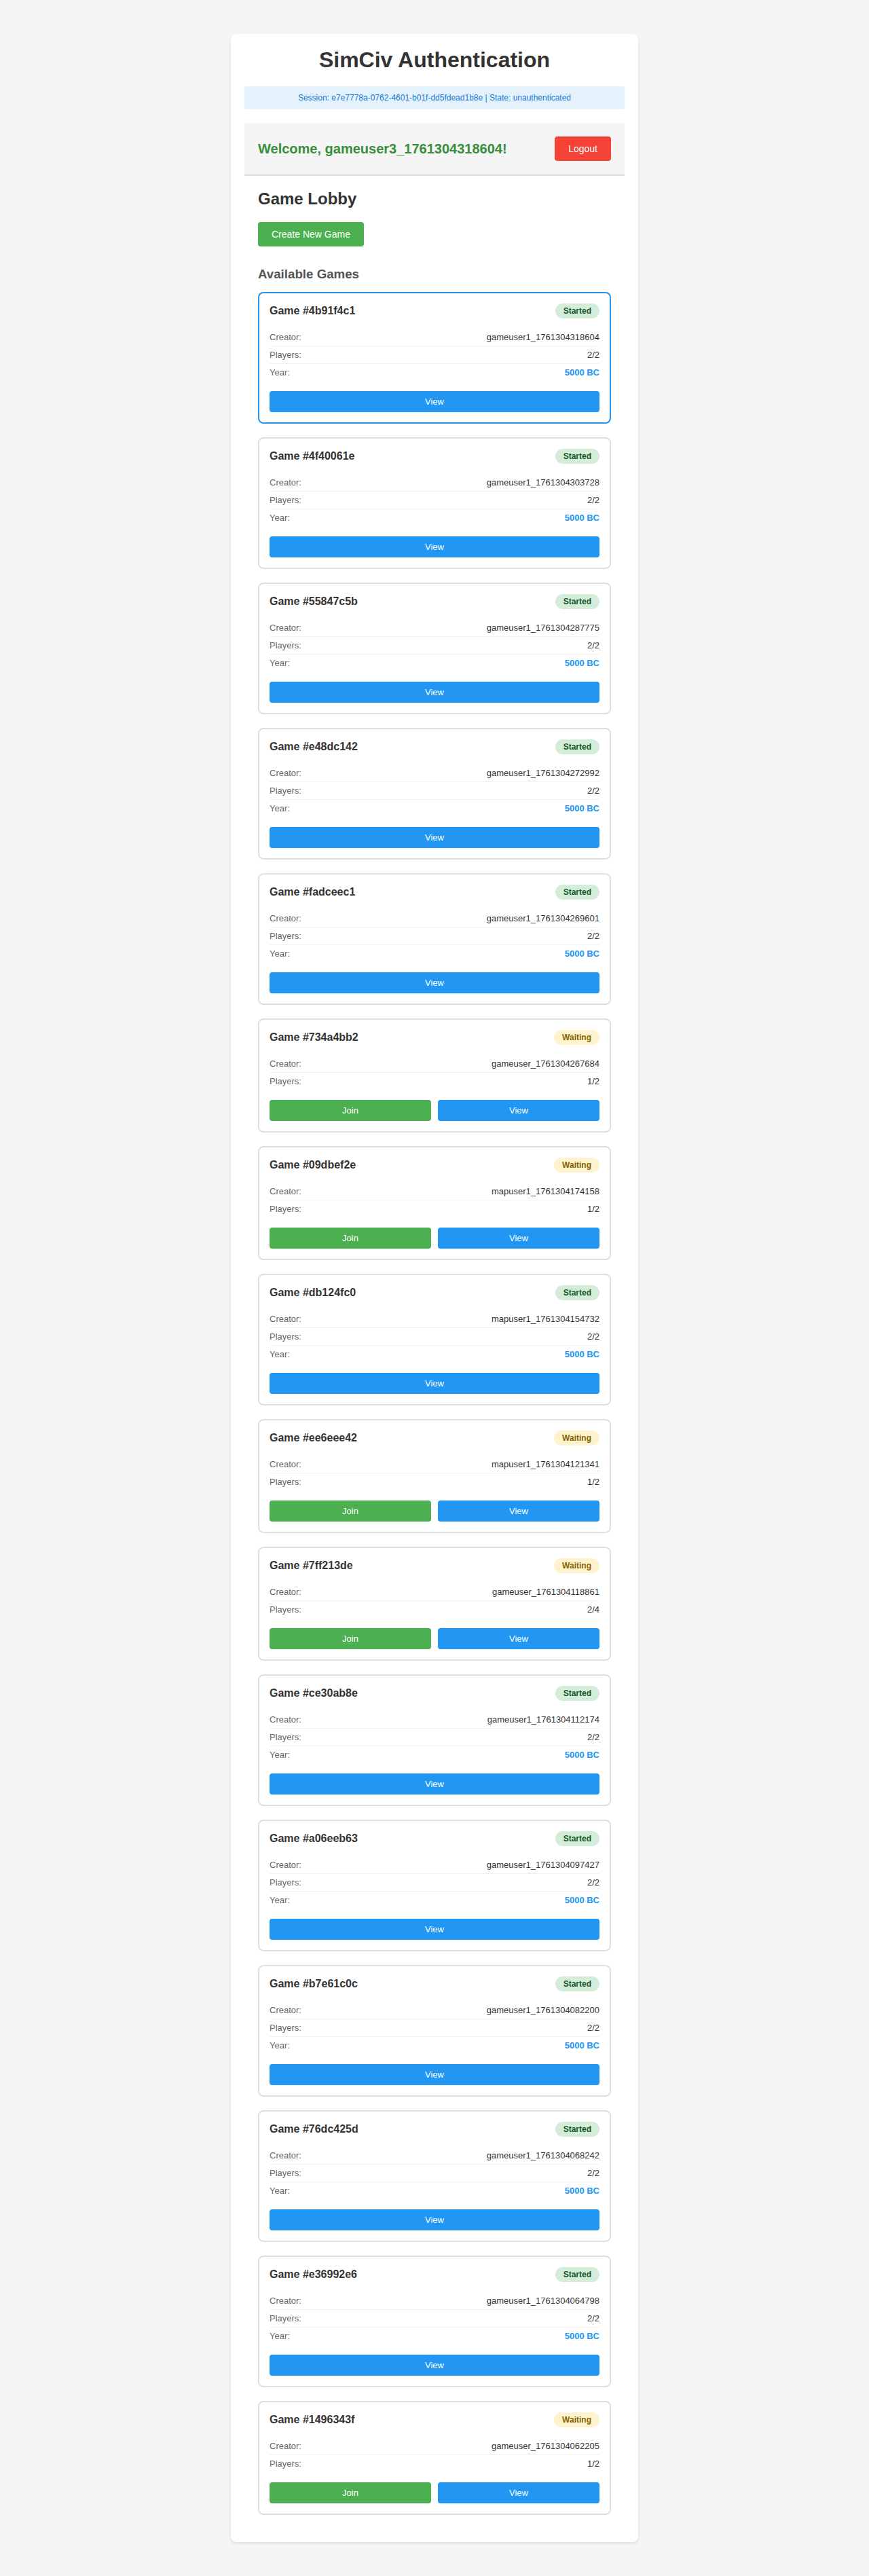 SimCiv Authentication
Session: e7e7778a-0762-4601-b01f-dd5fdead1b8e | State: unauthenticated
Welcome, gameuser3_1761304318604!
Logout
Game Lobby
Create New Game
Available Games
Game #4b91f4c1 Started
Creator: gameuser1_1761304318604
Players: 2/2
Year: 5000 BC
View
Game #4f40061e Started
Creator: gameuser1_1761304303728
Players: 2/2
Year: 5000 BC
View
Game #55847c5b Started
Creator: gameuser1_1761304287775
Players: 2/2
Year: 5000 BC
View
Game #e48dc142 Started
Creator: gameuser1_1761304272992
Players: 2/2
Year: 5000 BC
View
Game #fadceec1 Started
Creator: gameuser1_1761304269601
Players: 2/2
Year: 5000 BC
View
Game #734a4bb2 Waiting
Creator: gameuser_1761304267684
Players: 1/2
Join View
Game #09dbef2e Waiting
Creator: mapuser1_1761304174158
Players: 1/2
Join View
Game #db124fc0 Started
Creator: mapuser1_1761304154732
Players: 2/2
Year: 5000 BC
View
Game #ee6eee42 Waiting
Creator: mapuser1_1761304121341
Players: 1/2
Join View
Game #7ff213de Waiting
Creator: gameuser_1761304118861
Players: 2/4
Join View
Game #ce30ab8e Started
Creator: gameuser1_1761304112174
Players: 2/2
Year: 5000 BC
View
Game #a06eeb63 Started
Creator: gameuser1_1761304097427
Players: 2/2
Year: 5000 BC
View
Game #b7e61c0c Started
Creator: gameuser1_1761304082200
Players: 2/2
Year: 5000 BC
View
Game #76dc425d Started
Creator: gameuser1_1761304068242
Players: 2/2
Year: 5000 BC
View
Game #e36992e6 Started
Creator: gameuser1_1761304064798
Players: 2/2
Year: 5000 BC
View
Game #1496343f Waiting
Creator: gameuser_1761304062205
Players: 1/2
Join View